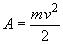 A = mv²/2